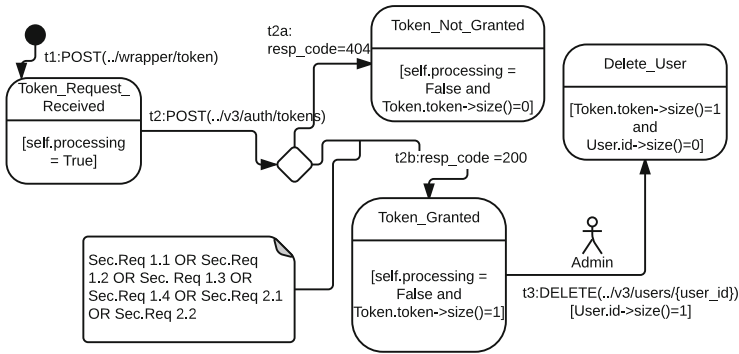 t1:POST(../wrapper/token)
Token_Request_
Received
[self.processing
= True]
t2:POST(../v3/auth/tokens)
t2a:
resp_code=404
Token_Not_Granted
[self.processing =
False and
Token.token->size()=0]
t2b:resp_code =200
Token_Granted
[self.processing =
False and
Token.token->size()=1]
Sec.Req 1.1 OR Sec.Req
1.2 OR Sec. Req 1.3 OR
Sec.Req 1.4 OR Sec.Req 2.1
OR Sec.Req 2.2
Delete_User
[Token.token->size()=1
and
User.id->size()=0]
Admin
t3:DELETE(../v3/users/{user_id})
[User.id->size()=1]